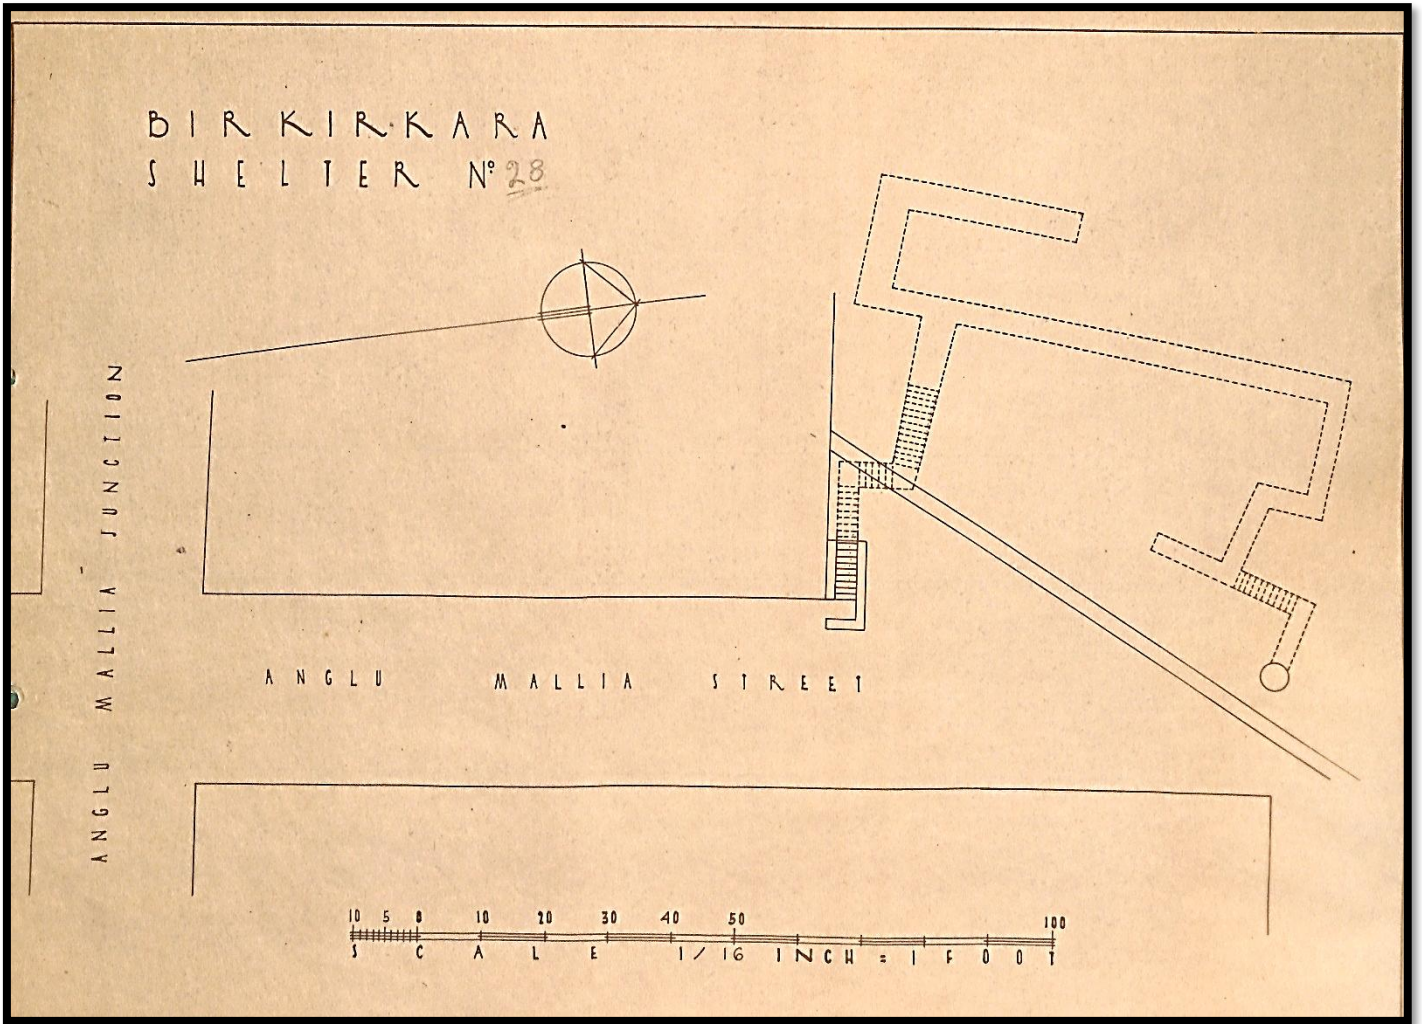 BIRKIRKARA
SHELTER Nº 28
ANGLU MALLIA JUNCTION
ANGLU MALLIA STREET
10 5 0 10 20 30 40 50 100
SCALE 1/16 INCH = 1 FOOT